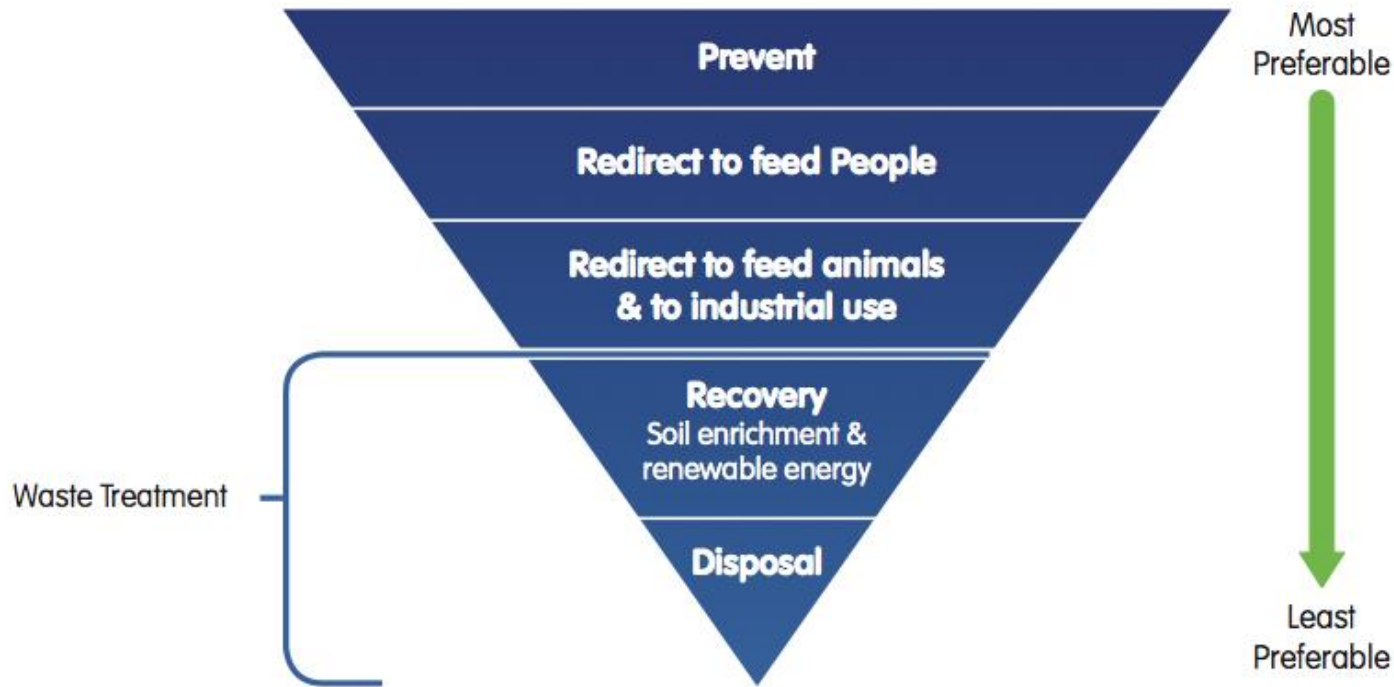 Prevent
Most
Preferable
Redirect to feed People
Redirect to feed animals
& to industrial use
Recovery
Soil enrichment &
renewable energy
Waste Treatment
Disposal
Least
Preferable